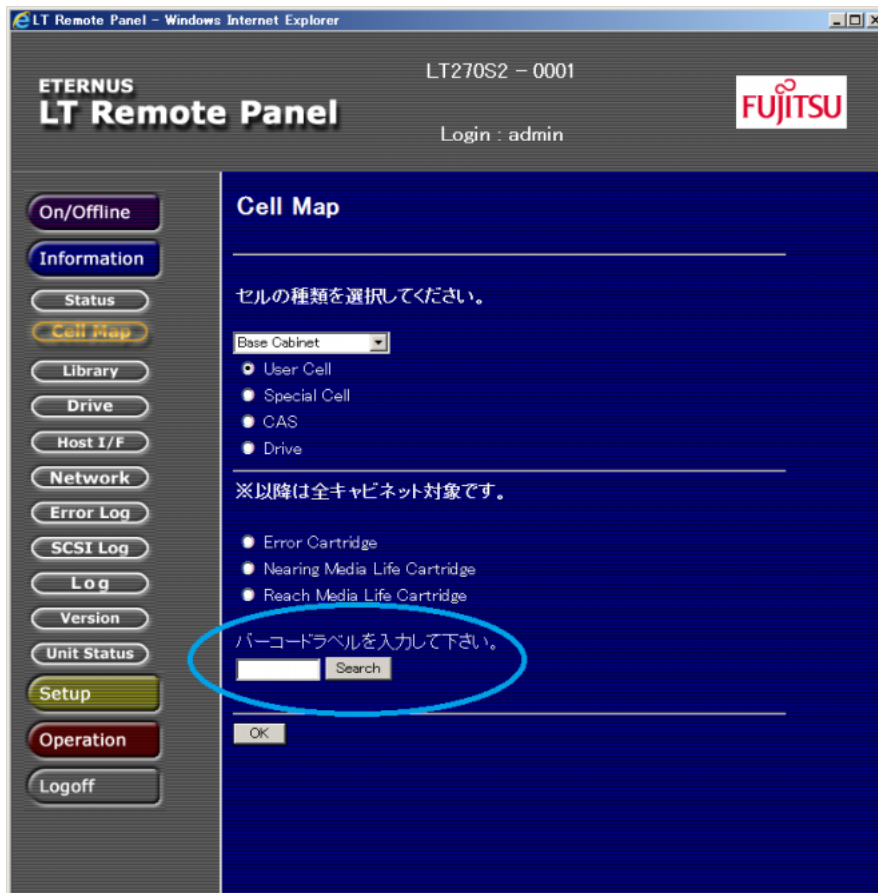 LT Remote Panel - Windows Internet Explorer
ETERNUS
LT Remote Panel
LT270S2 - 0001
Login : admin
FUJITSU
On/Offline
Information
Status
Cell Map
Library
Drive
Host I/F
Network
Error Log
SCSI Log
Log
Version
Unit Status
Setup
Operation
Logoff
Cell Map
セルの種類を選択してください。
Base Cabinet
User Cell
Special Cell
CAS
Drive
※以降は全キャビネット対象です。
Error Cartridge
Nearing Media Life Cartridge
Reach Media Life Cartridge
バーコードラベルを入力して下さい。
Search
OK